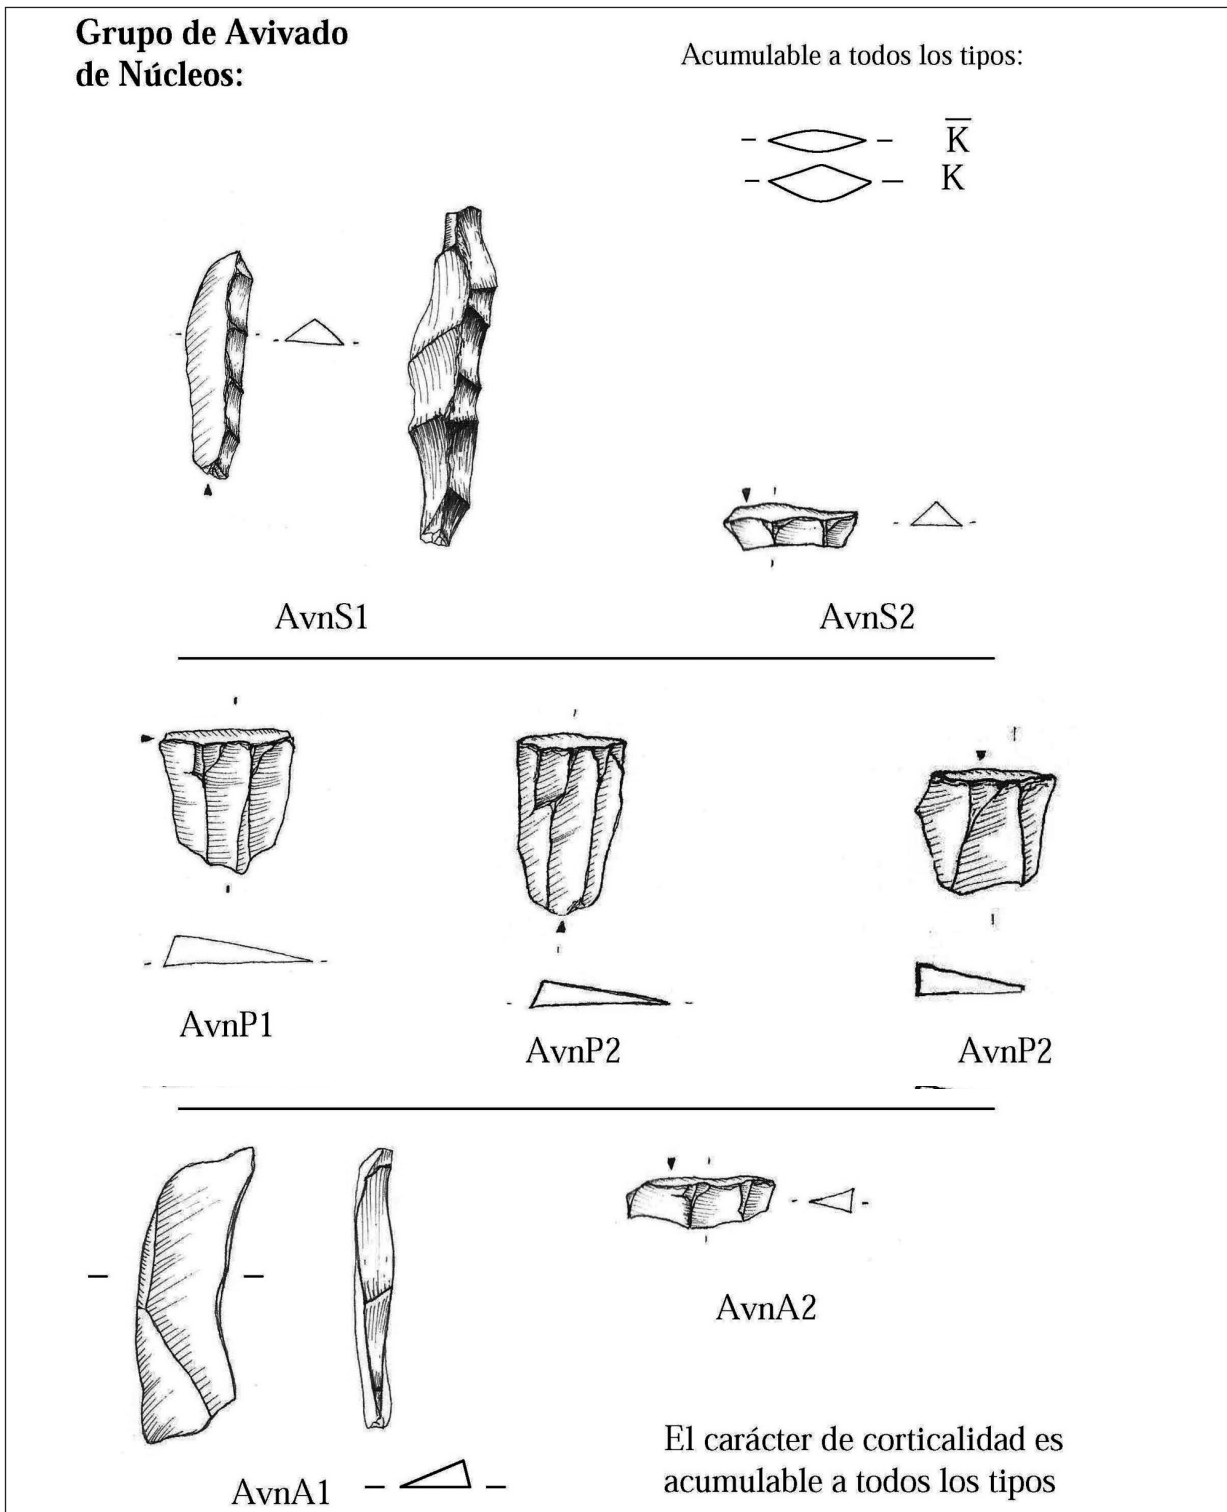 Grupo de Avivado
de Núcleos:
Acumulable a todos los tipos:
K̅
K
AvnS1
AvnS2
AvnP1
AvnP2
AvnP2
AvnA1
AvnA2
El carácter de corticalidad es
acumulable a todos los tipos